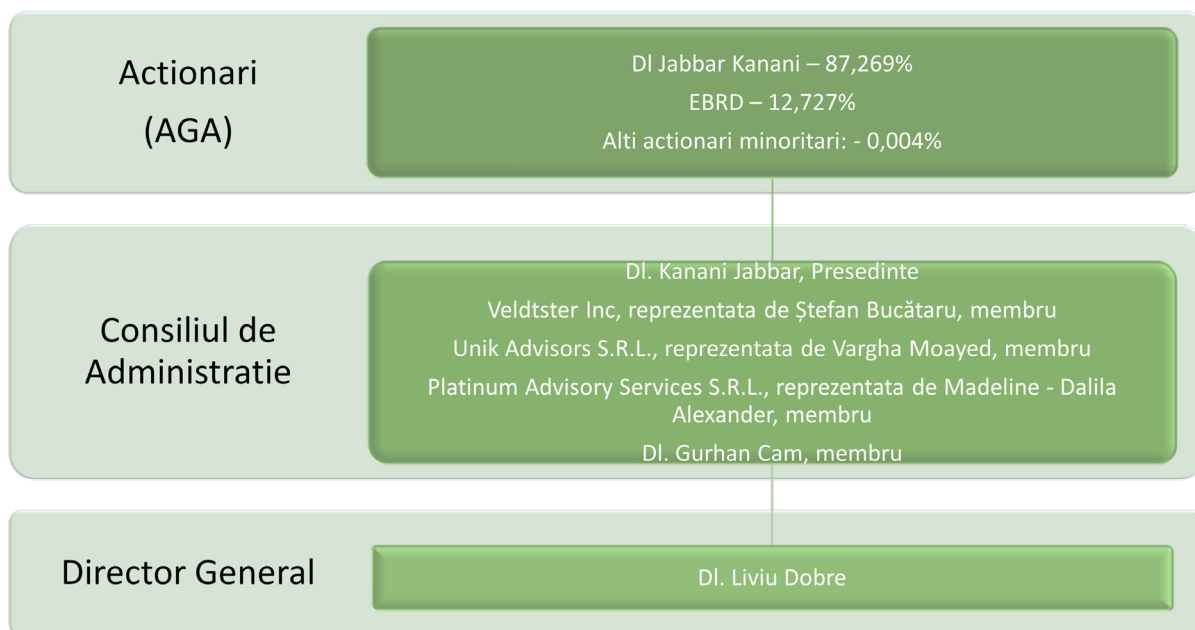 Actionari
(AGA)
Dl Jabbar Kanani – 87,269%
EBRD – 12,727%
Alti actionari minoritari: - 0,004%
Consiliul de
Administratie
Dl. Kanani Jabbar, Presedinte
Veldtster Inc, reprezentata de Ștefan Bucătaru, membru
Unik Advisors S.R.L., reprezentata de Vargha Moayed, membru
Platinum Advisory Services S.R.L., reprezentata de Madeline - Dalila
Alexander, membru
Dl. Gurhan Cam, membru
Director General
Dl. Liviu Dobre